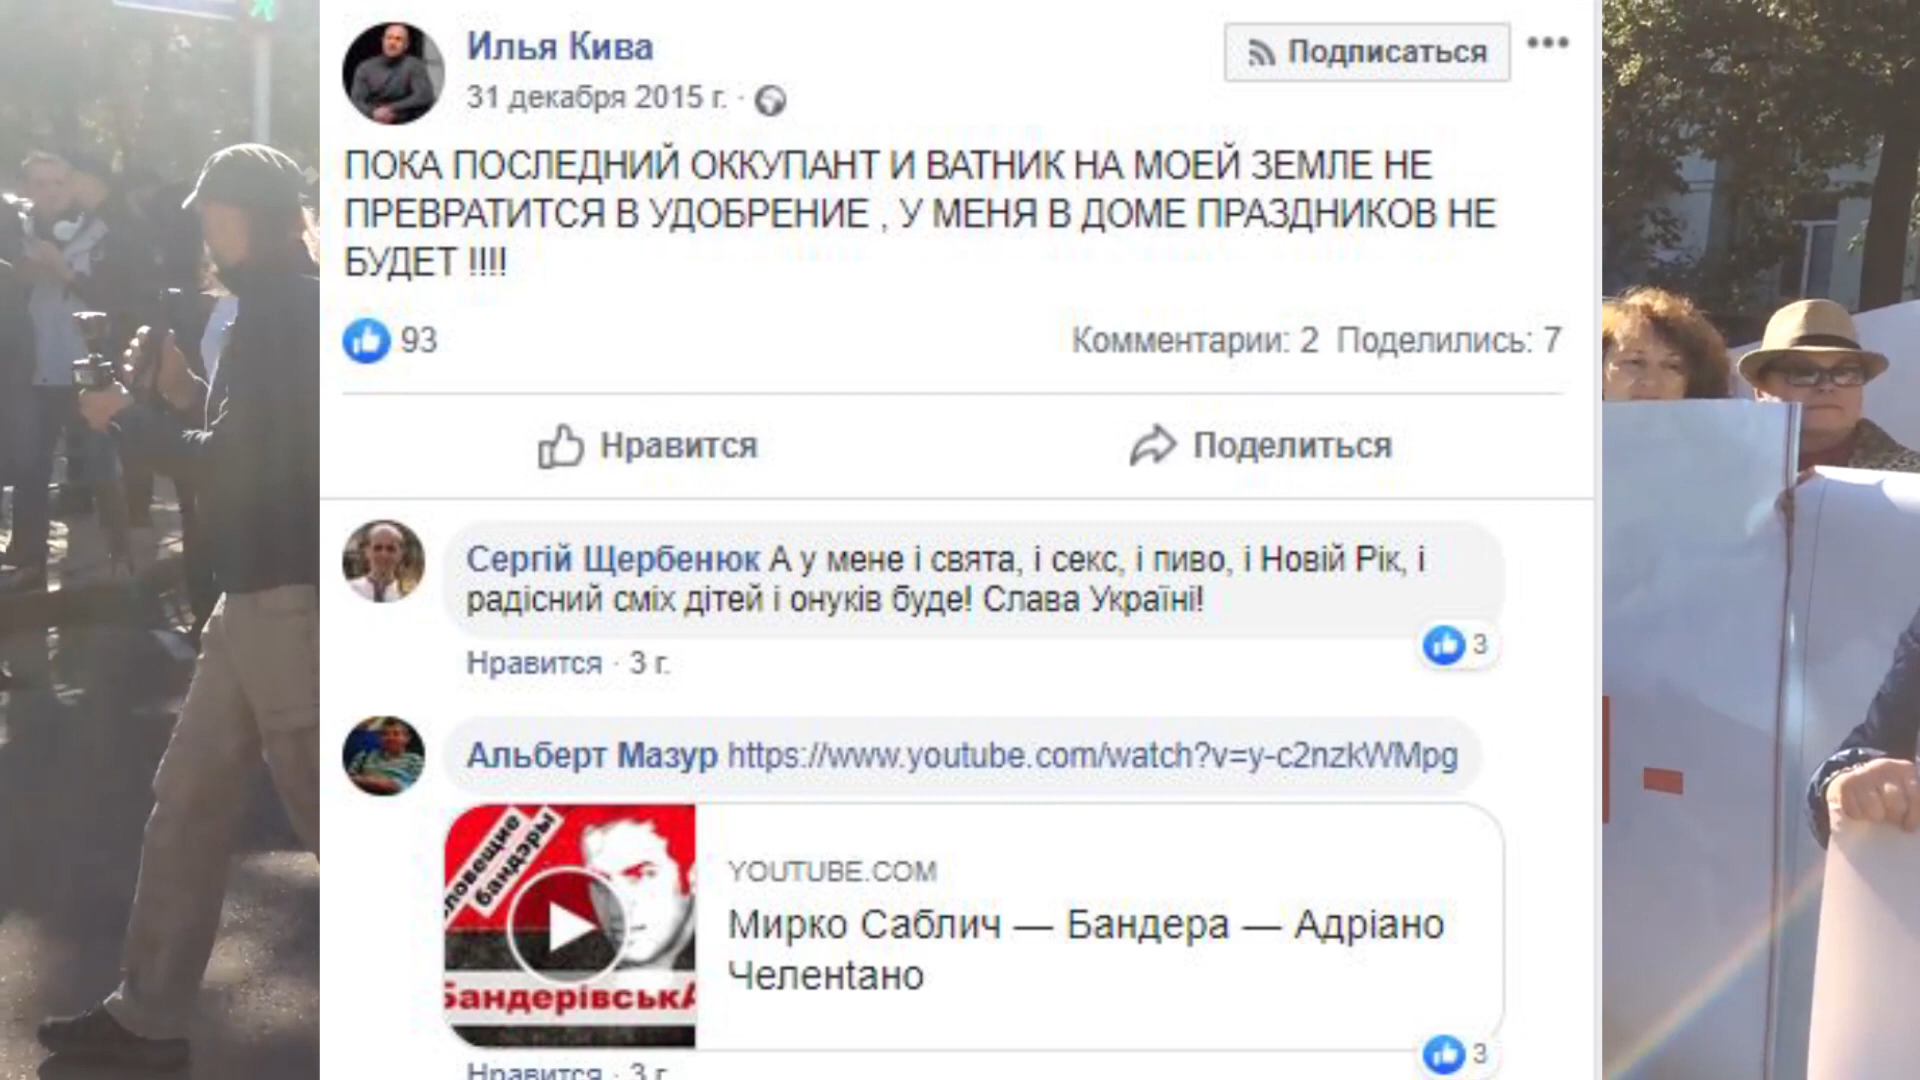 Илья Кива
Подписаться
31 декабря 2015 г.
ПОКА ПОСЛЕДНИЙ ОККУПАНТ И ВАТНИК НА МОЕЙ ЗЕМЛЕ НЕ
ПРЕВРАТИТСЯ В УДОБРЕНИЕ , У МЕНЯ В ДОМЕ ПРАЗДНИКОВ НЕ
БУДЕТ !!!!
93
Комментарии: 2 Поделились: 7
Нравится
Поделиться
Сергій Щербенюк А у мене і свята, і секс, і пиво, і Новій Рік, і
радісний сміх дітей і онуків буде! Слава Україні!
3
Нравится · 3 г.
Альберт Мазур https://www.youtube.com/watch?v=y-c2nzkWMpg
ловещие
бандэры
БандерівськА
YOUTUBE.COM
Мирко Саблич — Бандера — Адріано
Челентано
3
Нравится · 3 г.